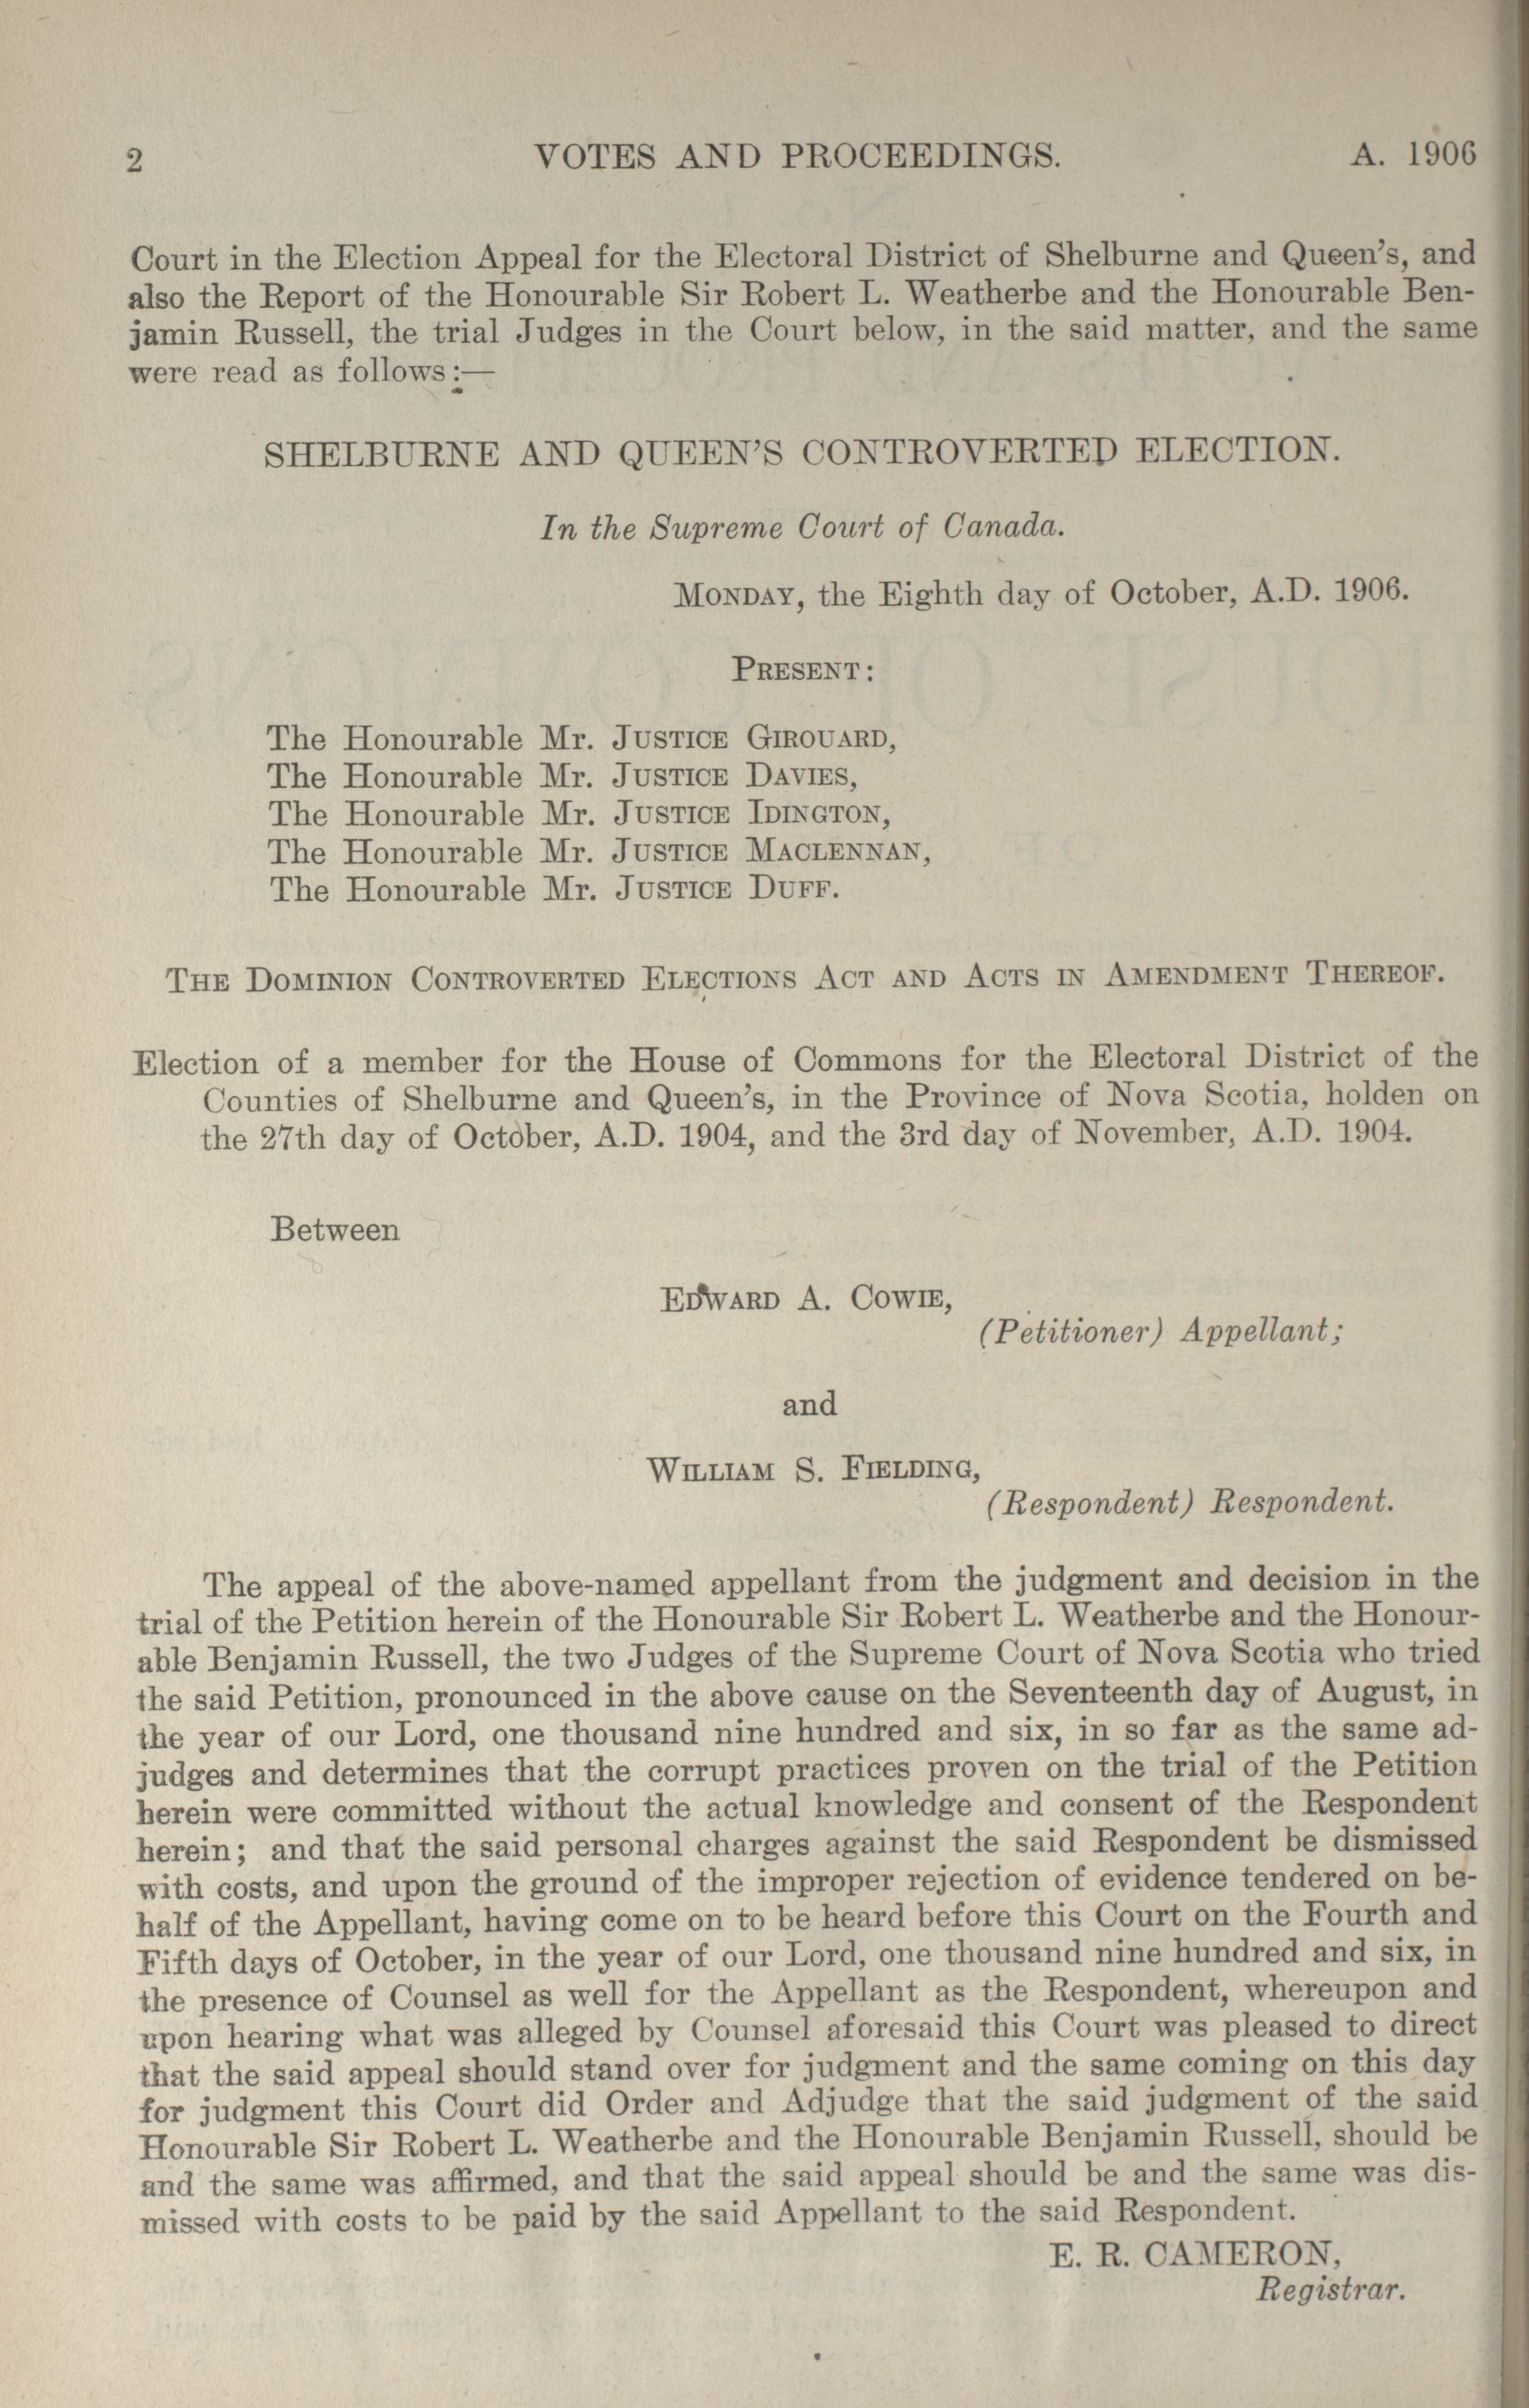 2 VOTES AND PROCEEDINGS. A. 1906
Court in the Election Appeal for the Electoral District of Shelburne and Queen's, and
also the Report of the Honourable Sir Robert L. Weatherbe and the Honourable Ben-
jamin Russell, the trial Judges in the Court below, in the said matter, and the same
were read as follows:—
SHELBURNE AND QUEEN'S CONTROVERTED ELECTION.
In the Supreme Court of Canada.
MONDAY, the Eighth day of October, A.D. 1906.
PRESENT:
The Honourable Mr. JUSTICE GIROUARD,
The Honourable Mr. JUSTICE DAVIES,
The Honourable Mr. JUSTICE IDINGTON,
The Honourable Mr. JUSTICE MACLENNAN,
The Honourable Mr. JUSTICE DUFF.
THE DOMINION CONTROVERTED ELECTIONS ACT AND ACTS IN AMENDMENT THEREOF.
Election of a member for the House of Commons for the Electoral District of the
Counties of Shelburne and Queen's, in the Province of Nova Scotia, holden on
the 27th day of October, A.D. 1904, and the 3rd day of November, A.D. 1904.
Between
EDWARD A. COWIE,
(Petitioner) Appellant;
and
WILLIAM S. FIELDING,
(Respondent) Respondent.
The appeal of the above-named appellant from the judgment and decision in the
trial of the Petition herein of the Honourable Sir Robert L. Weatherbe and the Honour-
able Benjamin Russell, the two Judges of the Supreme Court of Nova Scotia who tried
the said Petition, pronounced in the above cause on the Seventeenth day of August, in
the year of our Lord, one thousand nine hundred and six, in so far as the same ad-
judges and determines that the corrupt practices proven on the trial of the Petition
herein were committed without the actual knowledge and consent of the Respondent
herein; and that the said personal charges against the said Respondent be dismissed
with costs, and upon the ground of the improper rejection of evidence tendered on be-
half of the Appellant, having come on to be heard before this Court on the Fourth and
Fifth days of October, in the year of our Lord, one thousand nine hundred and six, in
the presence of Counsel as well for the Appellant as the Respondent, whereupon and
upon hearing what was alleged by Counsel aforesaid this Court was pleased to direct
that the said appeal should stand over for judgment and the same coming on this day
for judgment this Court did Order and Adjudge that the said judgment of the said
Honourable Sir Robert L. Weatherbe and the Honourable Benjamin Russell, should be
and the same was affirmed, and that the said appeal should be and the same was dis-
missed with costs to be paid by the said Appellant to the said Respondent.
E. R. CAMERON,
Registrar.